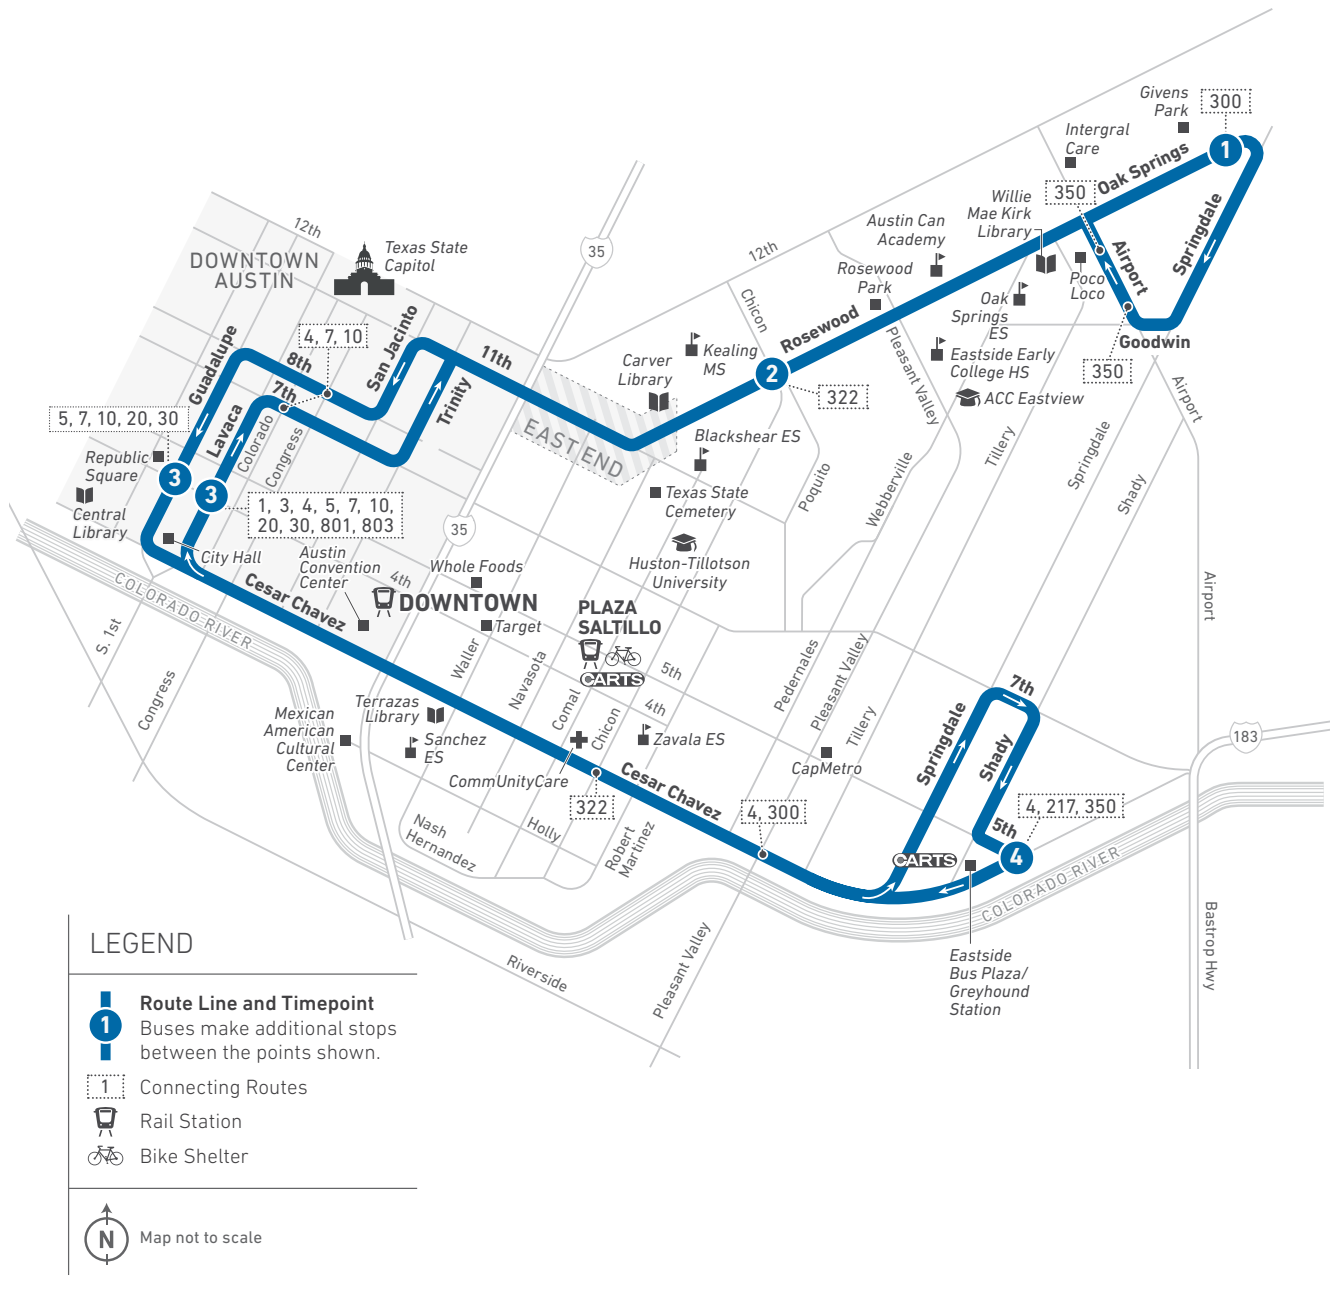 Givens
Park
300
Intergral
Care
Oak Springs
1
350
Willie
Mae Kirk
Library
Springdale
Airport
Austin Can
Academy
12th
12th
35
DOWNTOWN
AUSTIN
Texas State
Capitol
Rosewood
Park
Poco
Loco
Oak
Springs
ES
Chicon
Rosewood
Goodwin
350
Guadalupe
8th
4, 7, 10
San Jacinto
11th
Trinity
7th
Lavaca
Colorado
Congress
Kealing
MS
Carver
Library
2
322
Pleasant Valley
Eastside Early
College HS
ACC Eastview
Airport
5, 7, 10, 20, 30
Republic
Square
3
3
Central
Library
1, 3, 4, 5, 7, 10,
20, 30, 801, 803
EAST END
Blackshear ES
Tillery
Springdale
Shady
Poquito
Webberville
Texas State
Cemetery
35
City Hall
Austin
Convention
Center
4th
Whole Foods
Huston-Tillotson
University
Airport
COLORADO RIVER
Cesar Chavez
DOWNTOWN
PLAZA
SALTILLO
CARTS
Target
S. 1st
Waller
Navasota
Comal
Chicon
5th
4th
Pedernales
Pleasant Valley
Tillery
Congress
Terrazas
Library
Mexican
American
Cultural
Center
Sanchez
ES
Zavala ES
CommUnityCare
CapMetro
7th
Springdale
Shady
183
Cesar Chavez
322
4, 300
5th
4, 217, 350
4
CARTS
COLORADO RIVER
Nash
Hernandez
Holly
Robert
Martinez
Riverside
Pleasant Valley
Eastside
Bus Plaza/
Greyhound
Station
Bastrop Hwy
LEGEND
1
Route Line and Timepoint
Buses make additional stops
between the points shown.
1
Connecting Routes
Rail Station
Bike Shelter
N
Map not to scale